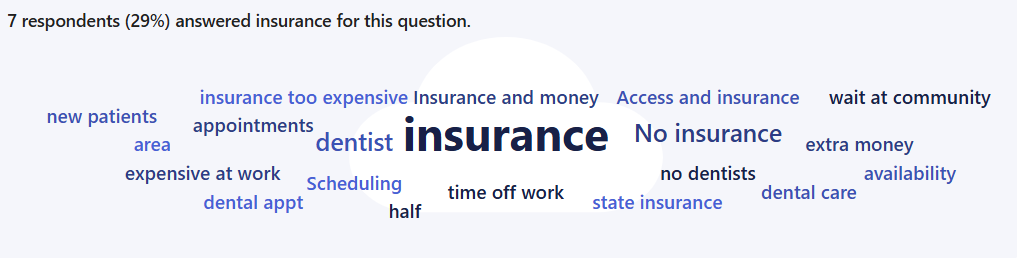 7 respondents (29%) answered insurance for this question.
insurance too expensive Insurance and money Access and insurance wait at community
new patients appointments
area dentist insurance No insurance extra money
expensive at work Scheduling no dentists availability
dental appt half time off work state insurance dental care